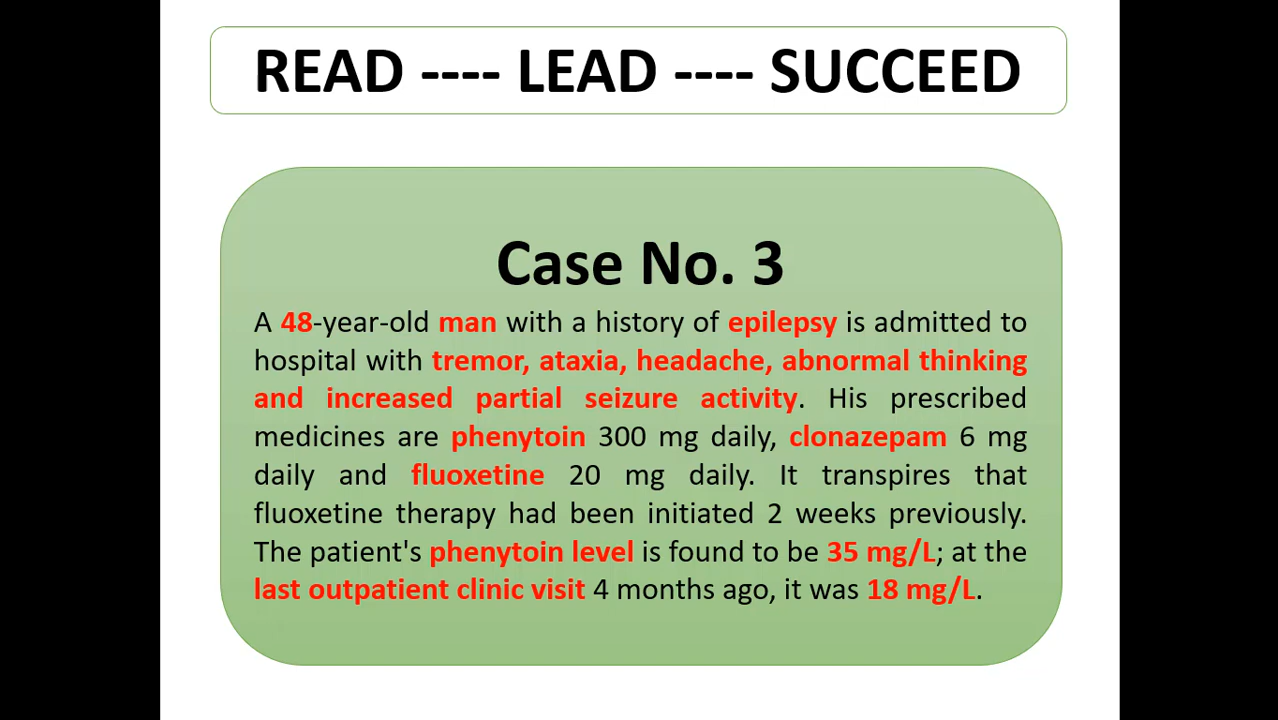 READ ---- LEAD ---- SUCCEED
Case No. 3
A 48-year-old man with a history of epilepsy is admitted to
hospital with tremor, ataxia, headache, abnormal thinking
and increased partial seizure activity. His prescribed
medicines are phenytoin 300 mg daily, clonazepam 6 mg
daily and fluoxetine 20 mg daily. It transpires that
fluoxetine therapy had been initiated 2 weeks previously.
The patient's phenytoin level is found to be 35 mg/L; at the
last outpatient clinic visit 4 months ago, it was 18 mg/L.